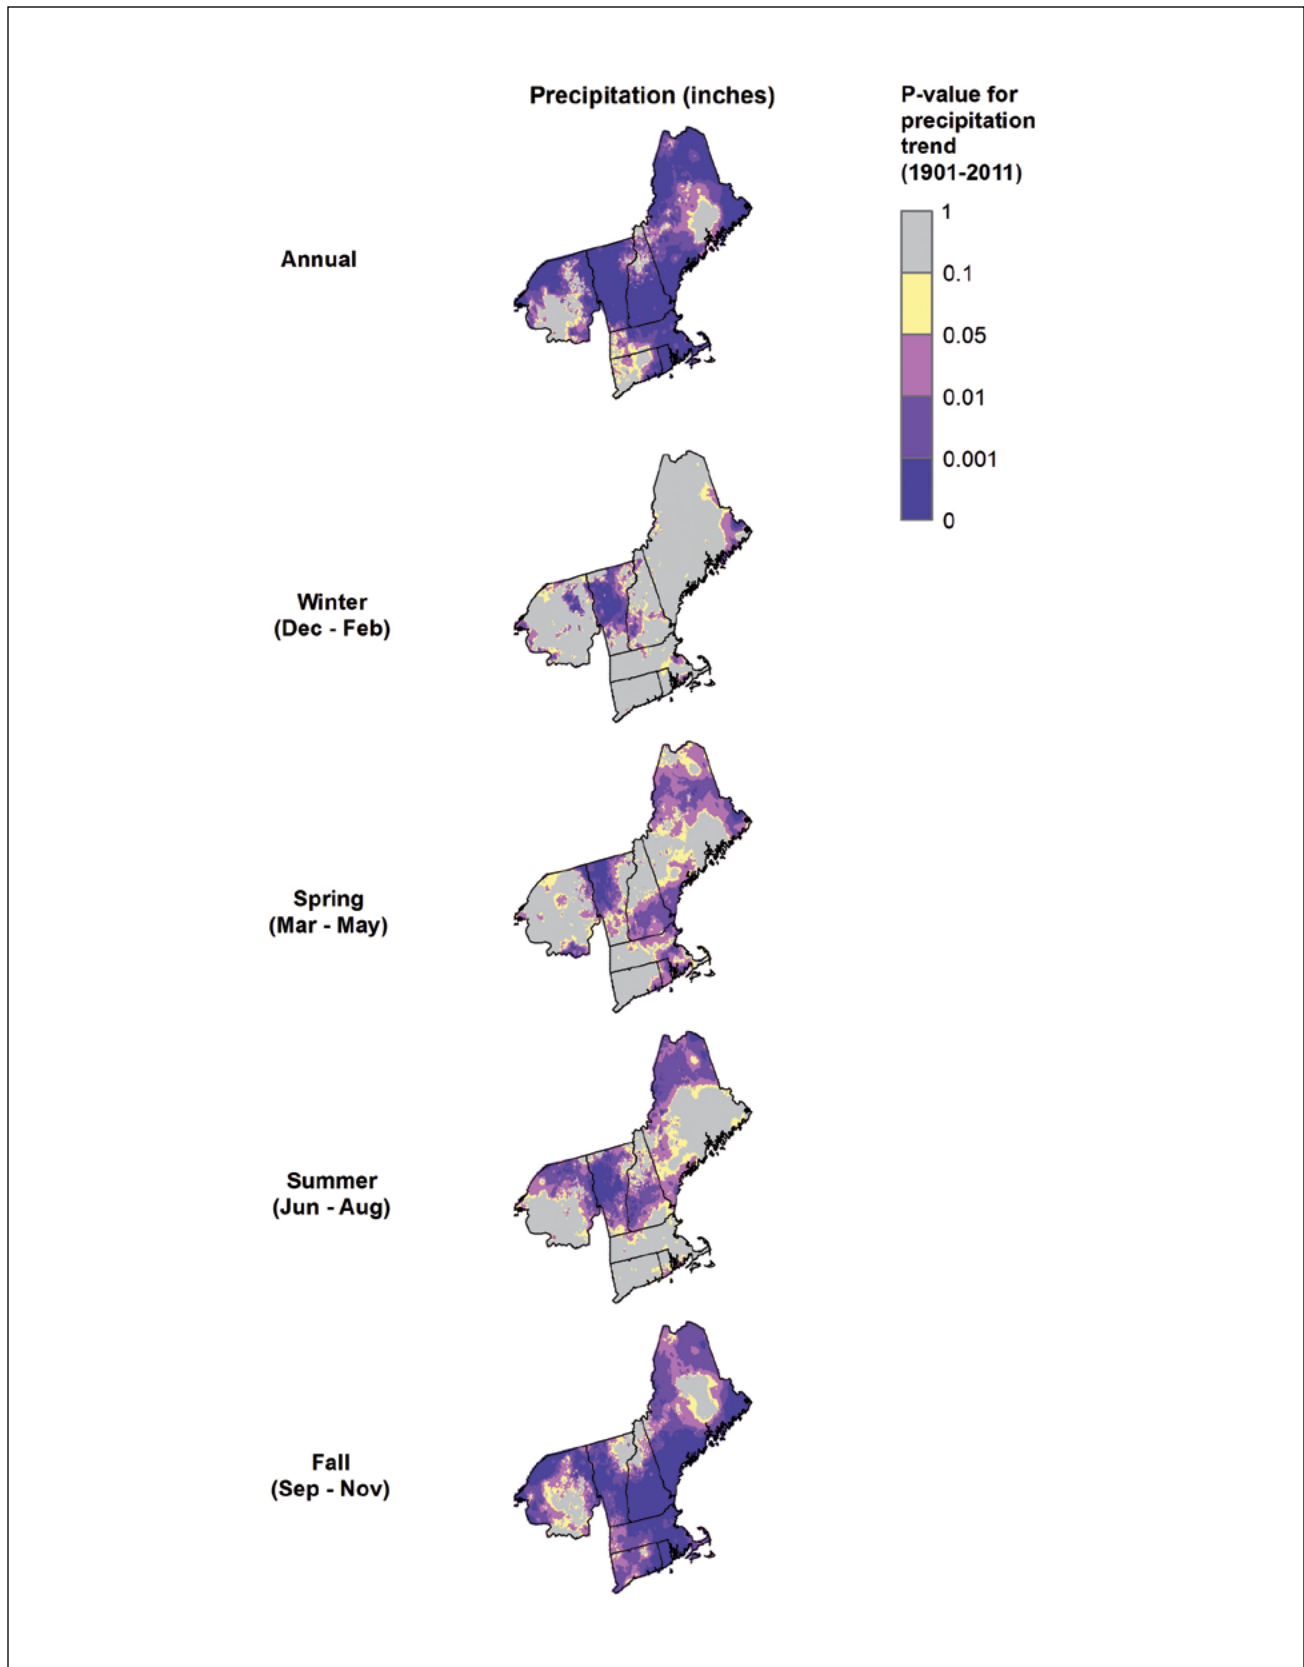 Precipitation (inches)
P-value for
precipitation
trend
(1901-2011)
1
0.1
0.05
0.01
0.001
0
Annual
Winter
(Dec - Feb)
Spring
(Mar - May)
Summer
(Jun - Aug)
Fall
(Sep - Nov)